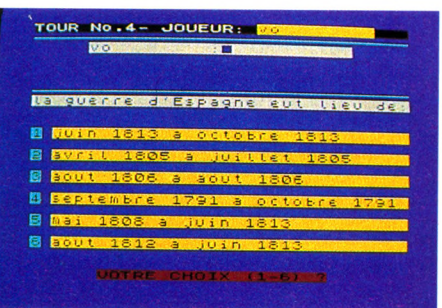 TOUR No.4- JOUEUR: vo
vo :
la guerre d'Espagne eut lieu de:
1 juin 1813 a octobre 1813
2 avril 1805 a juillet 1805
3 aout 1806 a aout 1806
4 septembre 1791 a octobre 1791
5 mai 1808 a juin 1813
6 aout 1812 a juin 1813
VOTRE CHOIX (1-6) ?